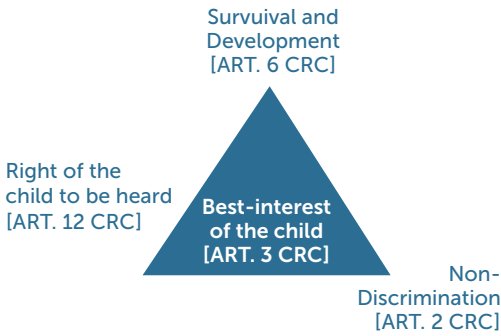 Survuival and
Development
[ART. 6 CRC]
Right of the
child to be heard
[ART. 12 CRC]
Best-interest
of the child
[ART. 3 CRC]
Non-
Discrimination
[ART. 2 CRC]